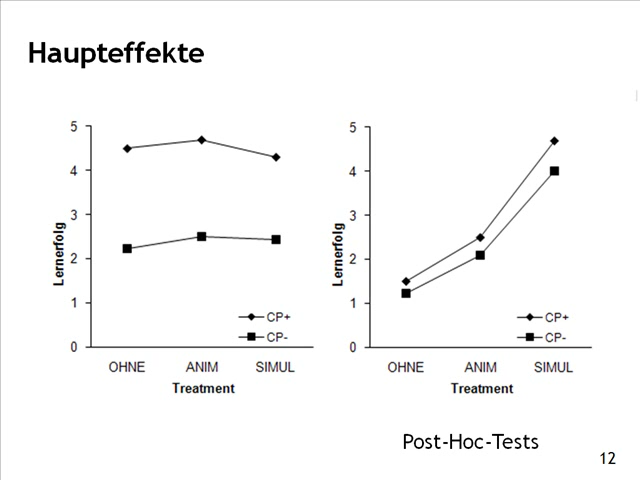 Haupteffekte
5
4
3
2
1
0
Lernerfolg
CP+
CP-
OHNE ANIM SIMUL
Treatment
5
4
3
2
1
0
Lernerfolg
CP+
CP-
OHNE ANIM SIMUL
Treatment
Post-Hoc-Tests
12